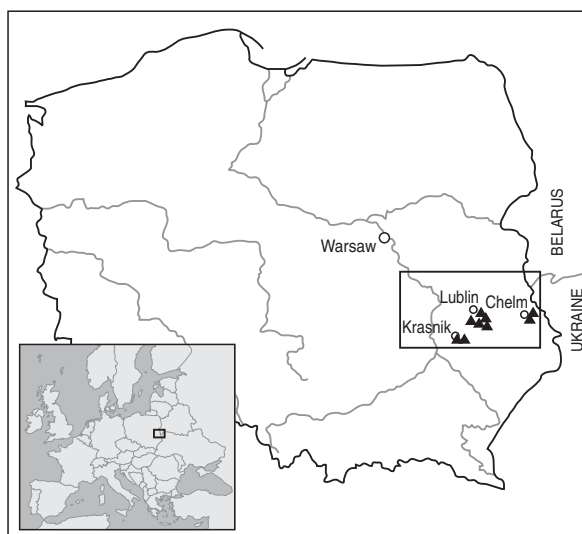 BELARUS
Warsaw
Lublin
Chelm
UKRAINE
Krasnik